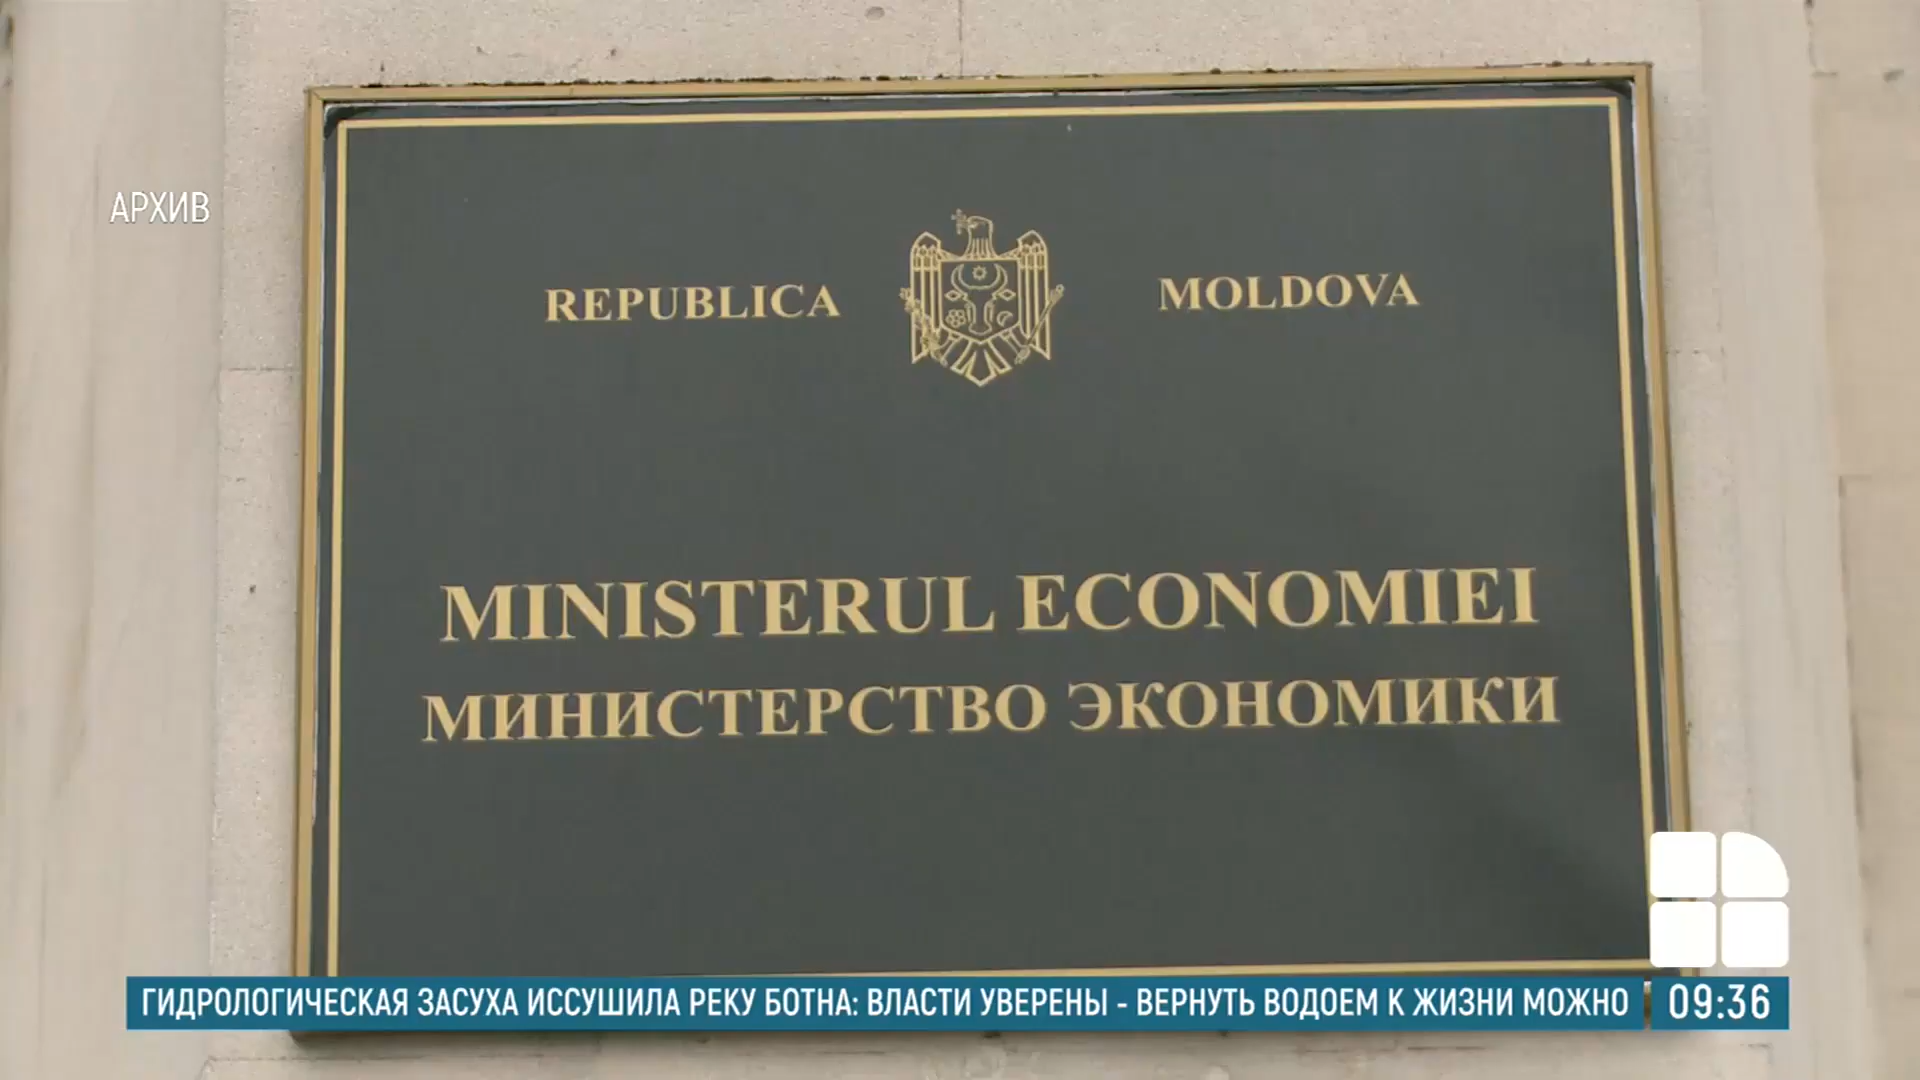 АРХИВ
REPUBLICA MOLDOVA
MINISTERUL ECONOMIEI
МИНИСТЕРСТВО ЭКОНОМИКИ
ГИДРОЛОГИЧЕСКАЯ ЗАСУХА ИССУШИЛА РЕКУ БОТНА: ВЛАСТИ УВЕРЕНЫ - ВЕРНУТЬ ВОДОЕМ К ЖИЗНИ МОЖНО 09:36